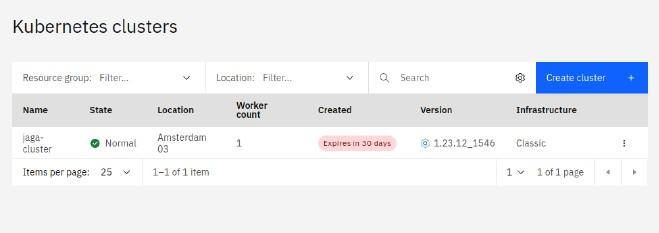 Kubernetes clusters
Resource group: Filter... Location: Filter... Search Create cluster +
Name State Location Worker count Created Version Infrastructure
jaga-cluster Normal Amsterdam 03 1 Expires in 30 days 1.23.12_1546 Classic
Items per page: 25 1–1 of 1 item 1 1 of 1 page